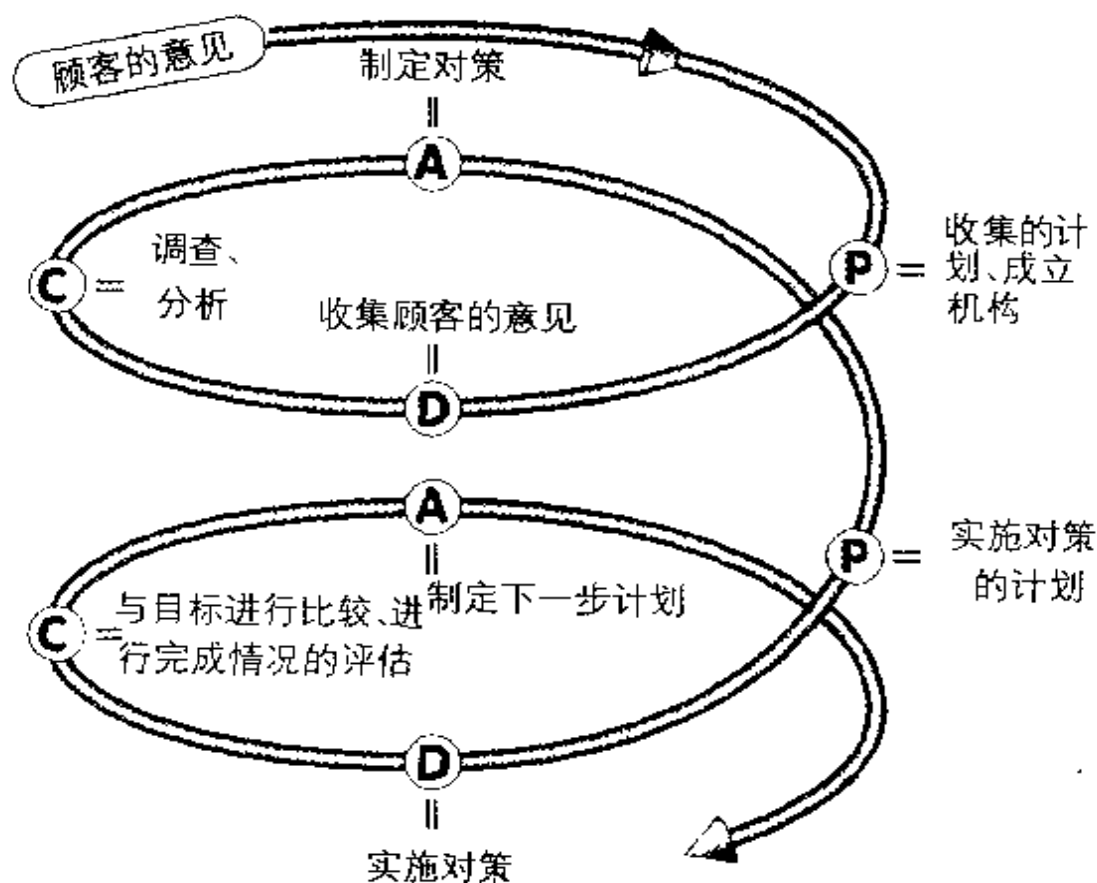 顾客的意见
制定对策
A
P = 收集的计
划、成立
机构
C = 调查、
分析
收集顾客的意见
D
A
制定下一步计划
P = 实施对策
的计划
C = 与目标进行比较、进
行完成情况的评估
D
实施对策